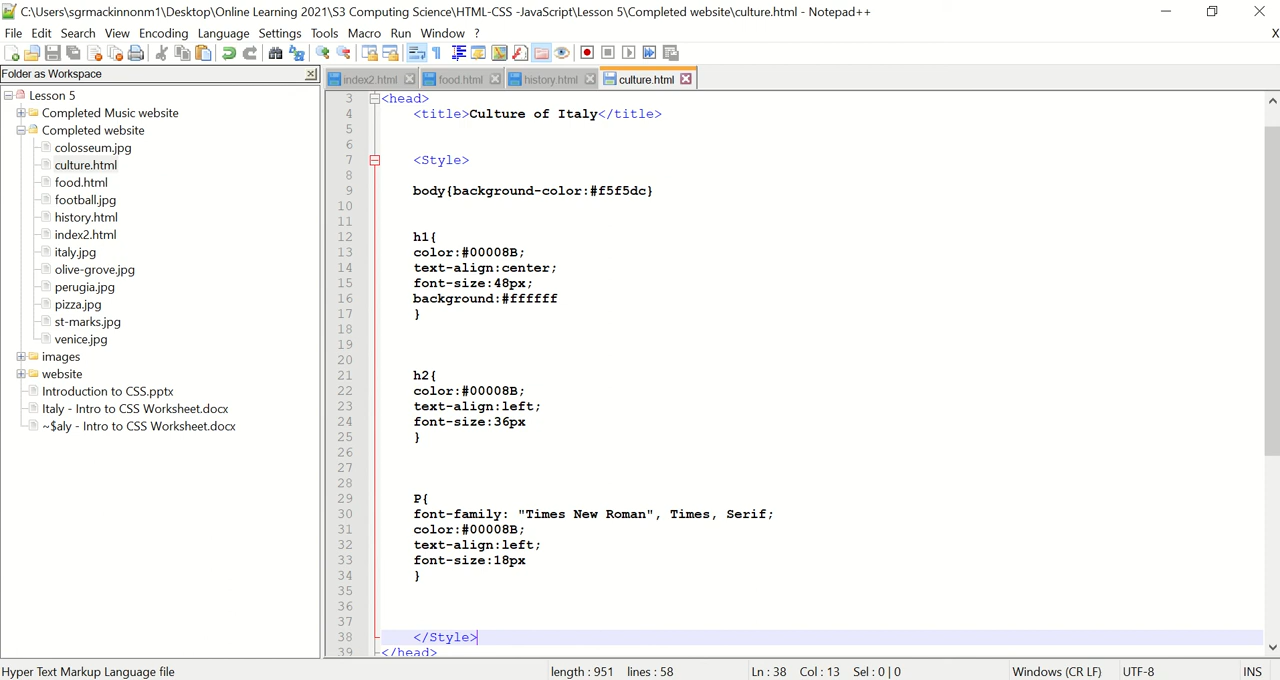 C:\Users\sgrmackinnonm1\Desktop\Online Learning 2021\S3 Computing Science\HTML-CSS -JavaScript\Lesson 5\Completed website\culture.html - Notepad++
File Edit Search View Encoding Language Settings Tools Macro Run Window ? X
Folder as Workspace
index2.html food.html history.html culture.html
Lesson 5
Completed Music website
Completed website
colosseum.jpg
culture.html
food.html
football.jpg
history.html
index2.html
italy.jpg
olive-grove.jpg
perugia.jpg
pizza.jpg
st-marks.jpg
venice.jpg
images
website
Introduction to CSS.pptx
Italy - Intro to CSS Worksheet.docx
~$aly - Intro to CSS Worksheet.docx
3 <head>
4 <title>Culture of Italy</title>
5
6
7 <Style>
8
9 body{background-color:#f5f5dc}
10
11
12 h1{
13 color:#00008B;
14 text-align:center;
15 font-size:48px;
16 background:#ffffff
17 }
18
19
20
21 h2{
22 color:#00008B;
23 text-align:left;
24 font-size:36px
25 }
26
27
28
29 P{
30 font-family: "Times New Roman", Times, Serif;
31 color:#00008B;
32 text-align:left;
33 font-size:18px
34 }
35
36
37
38 </Style>
39 </head>
Hyper Text Markup Language file length : 951 lines : 58 Ln : 38 Col : 13 Sel : 0 | 0 Windows (CR LF) UTF-8 INS